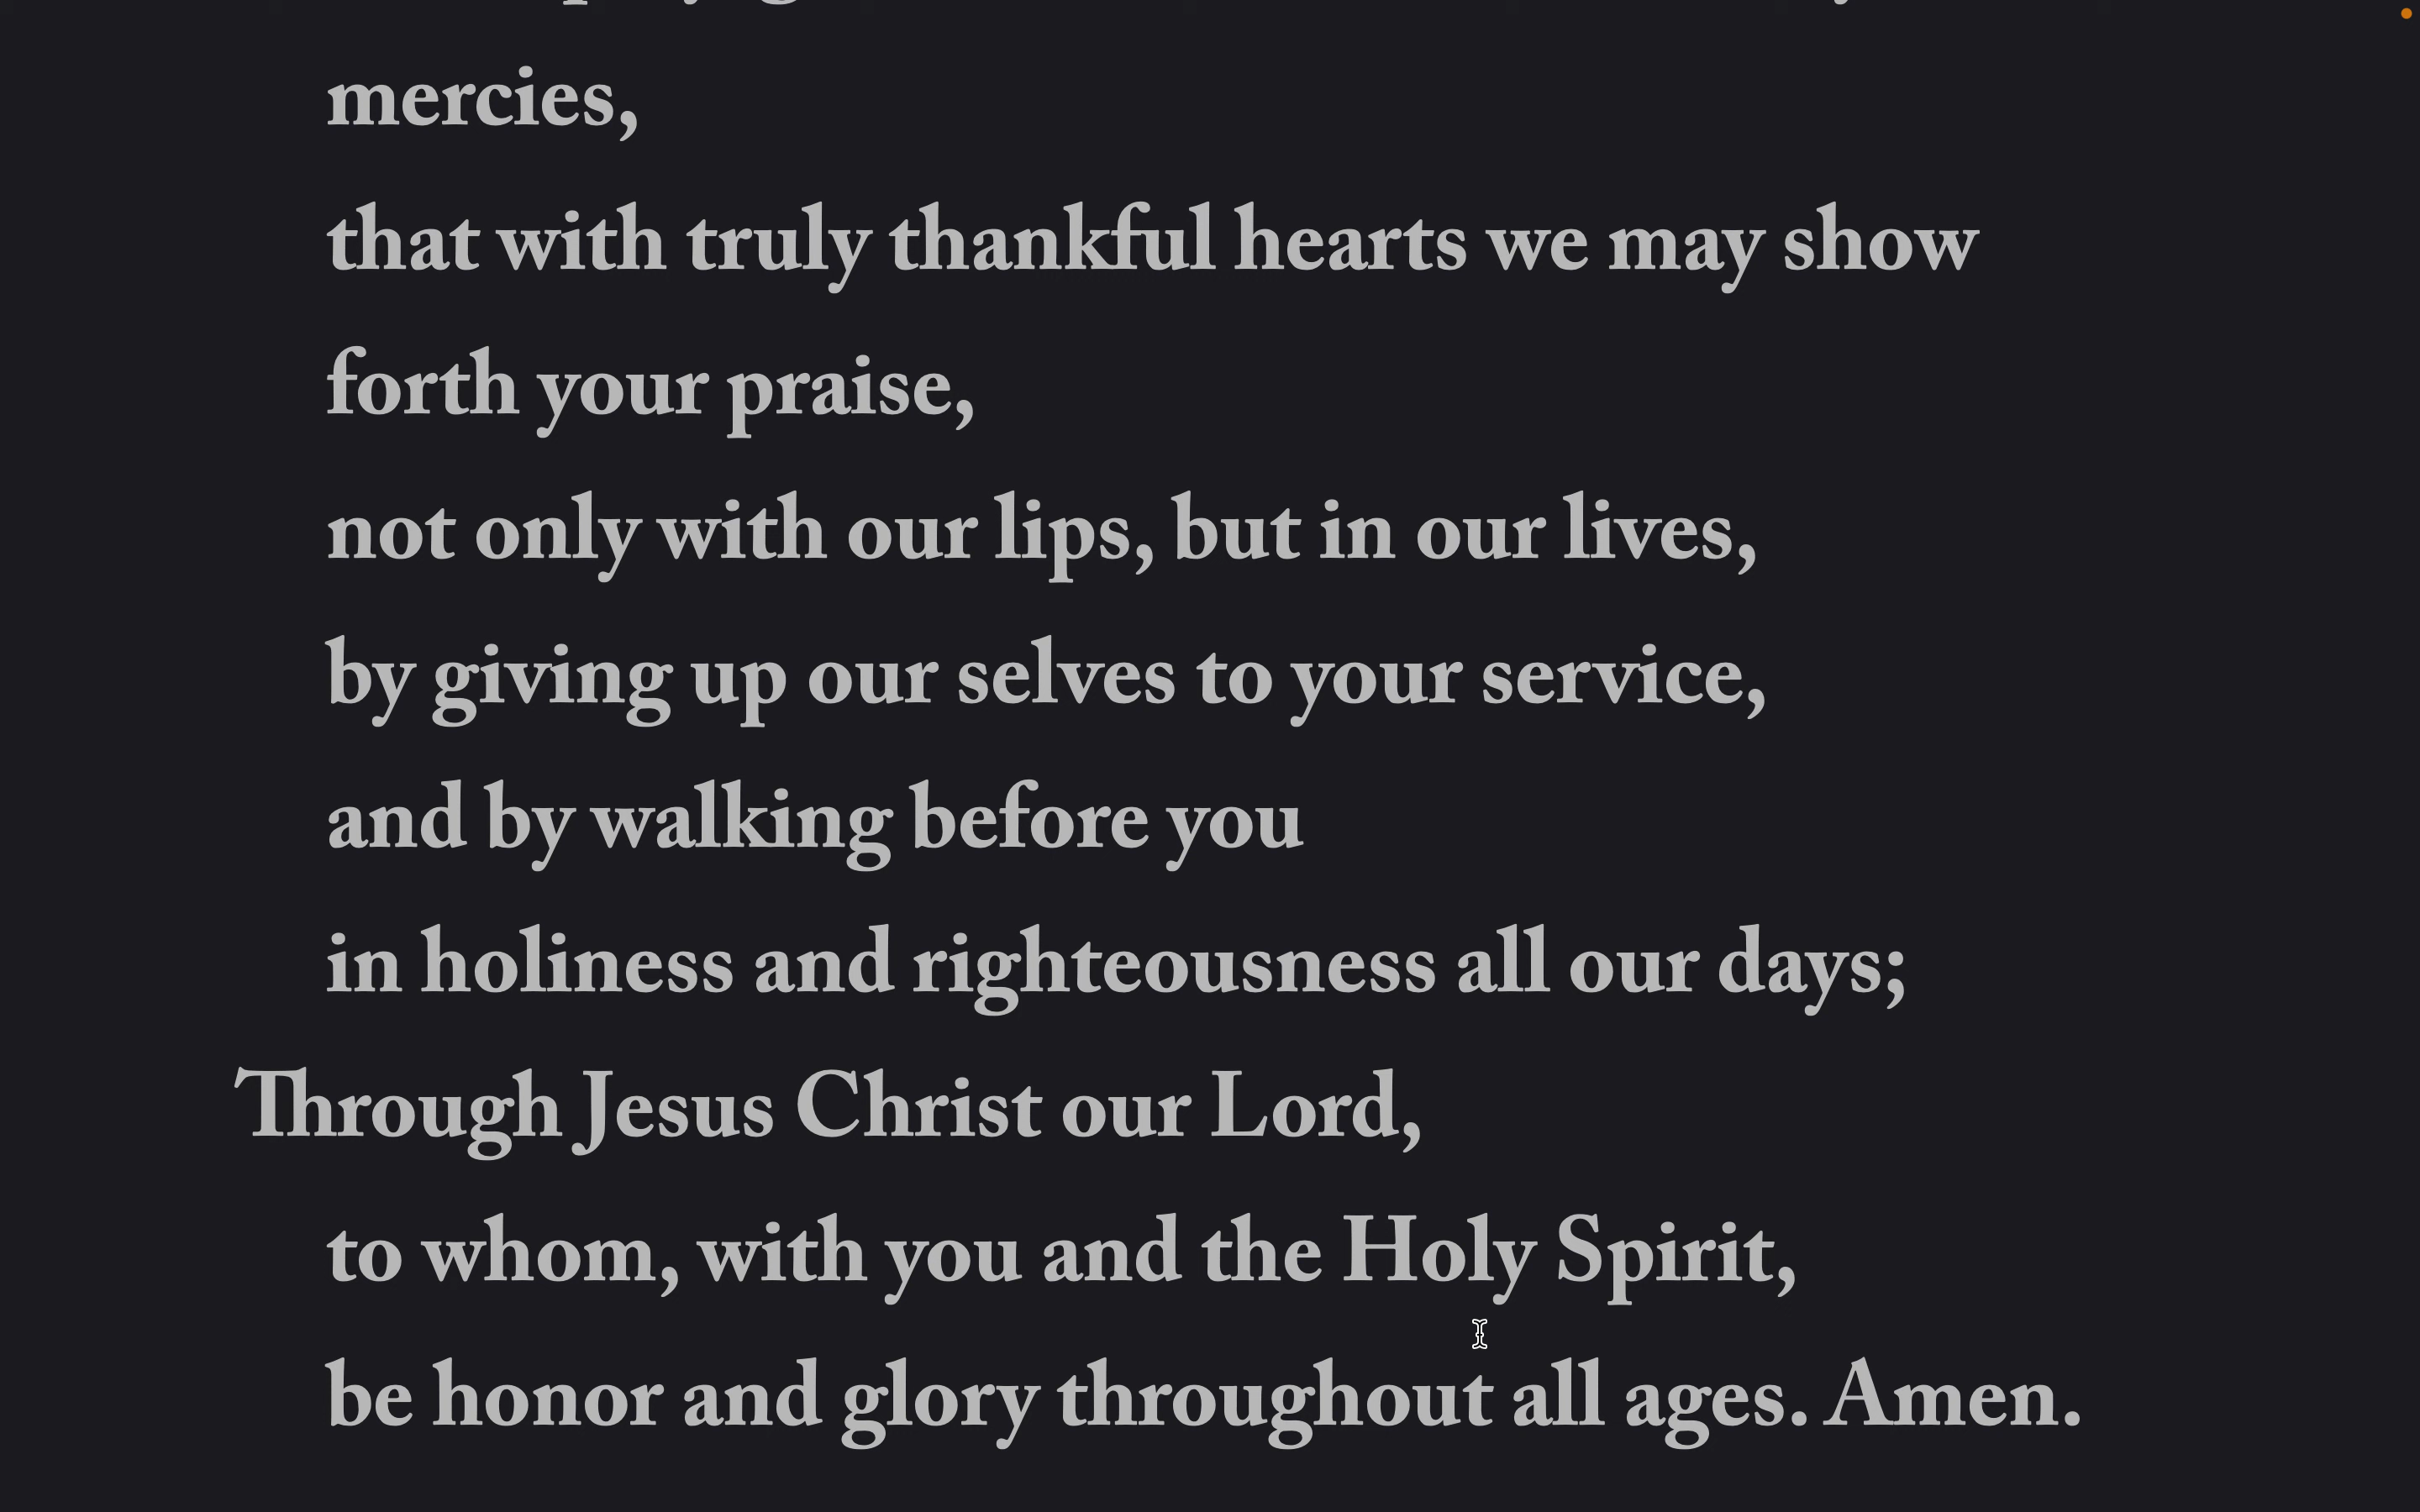 mercies,
that with truly thankful hearts we may show
forth your praise,
not only with our lips, but in our lives,
by giving up our selves to your service,
and by walking before you
in holiness and righteousness all our days;
Through Jesus Christ our Lord,
to whom, with you and the Holy Spirit,
be honor and glory throughout all ages. Amen.